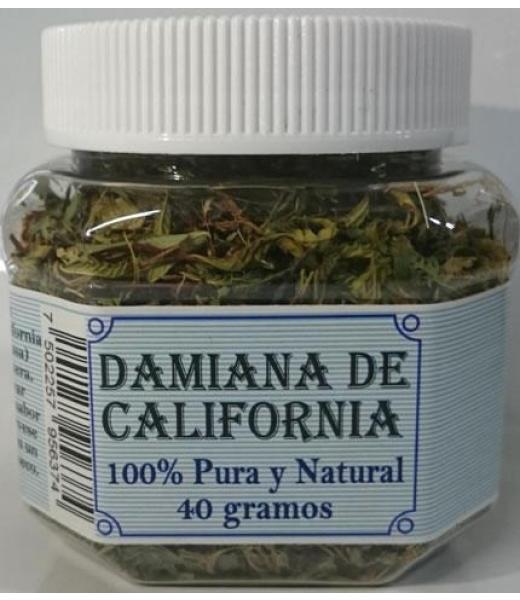 DAMIANA DE
CALIFORNIA
100% Pura y Natural
40 gramos
7 502257 956374